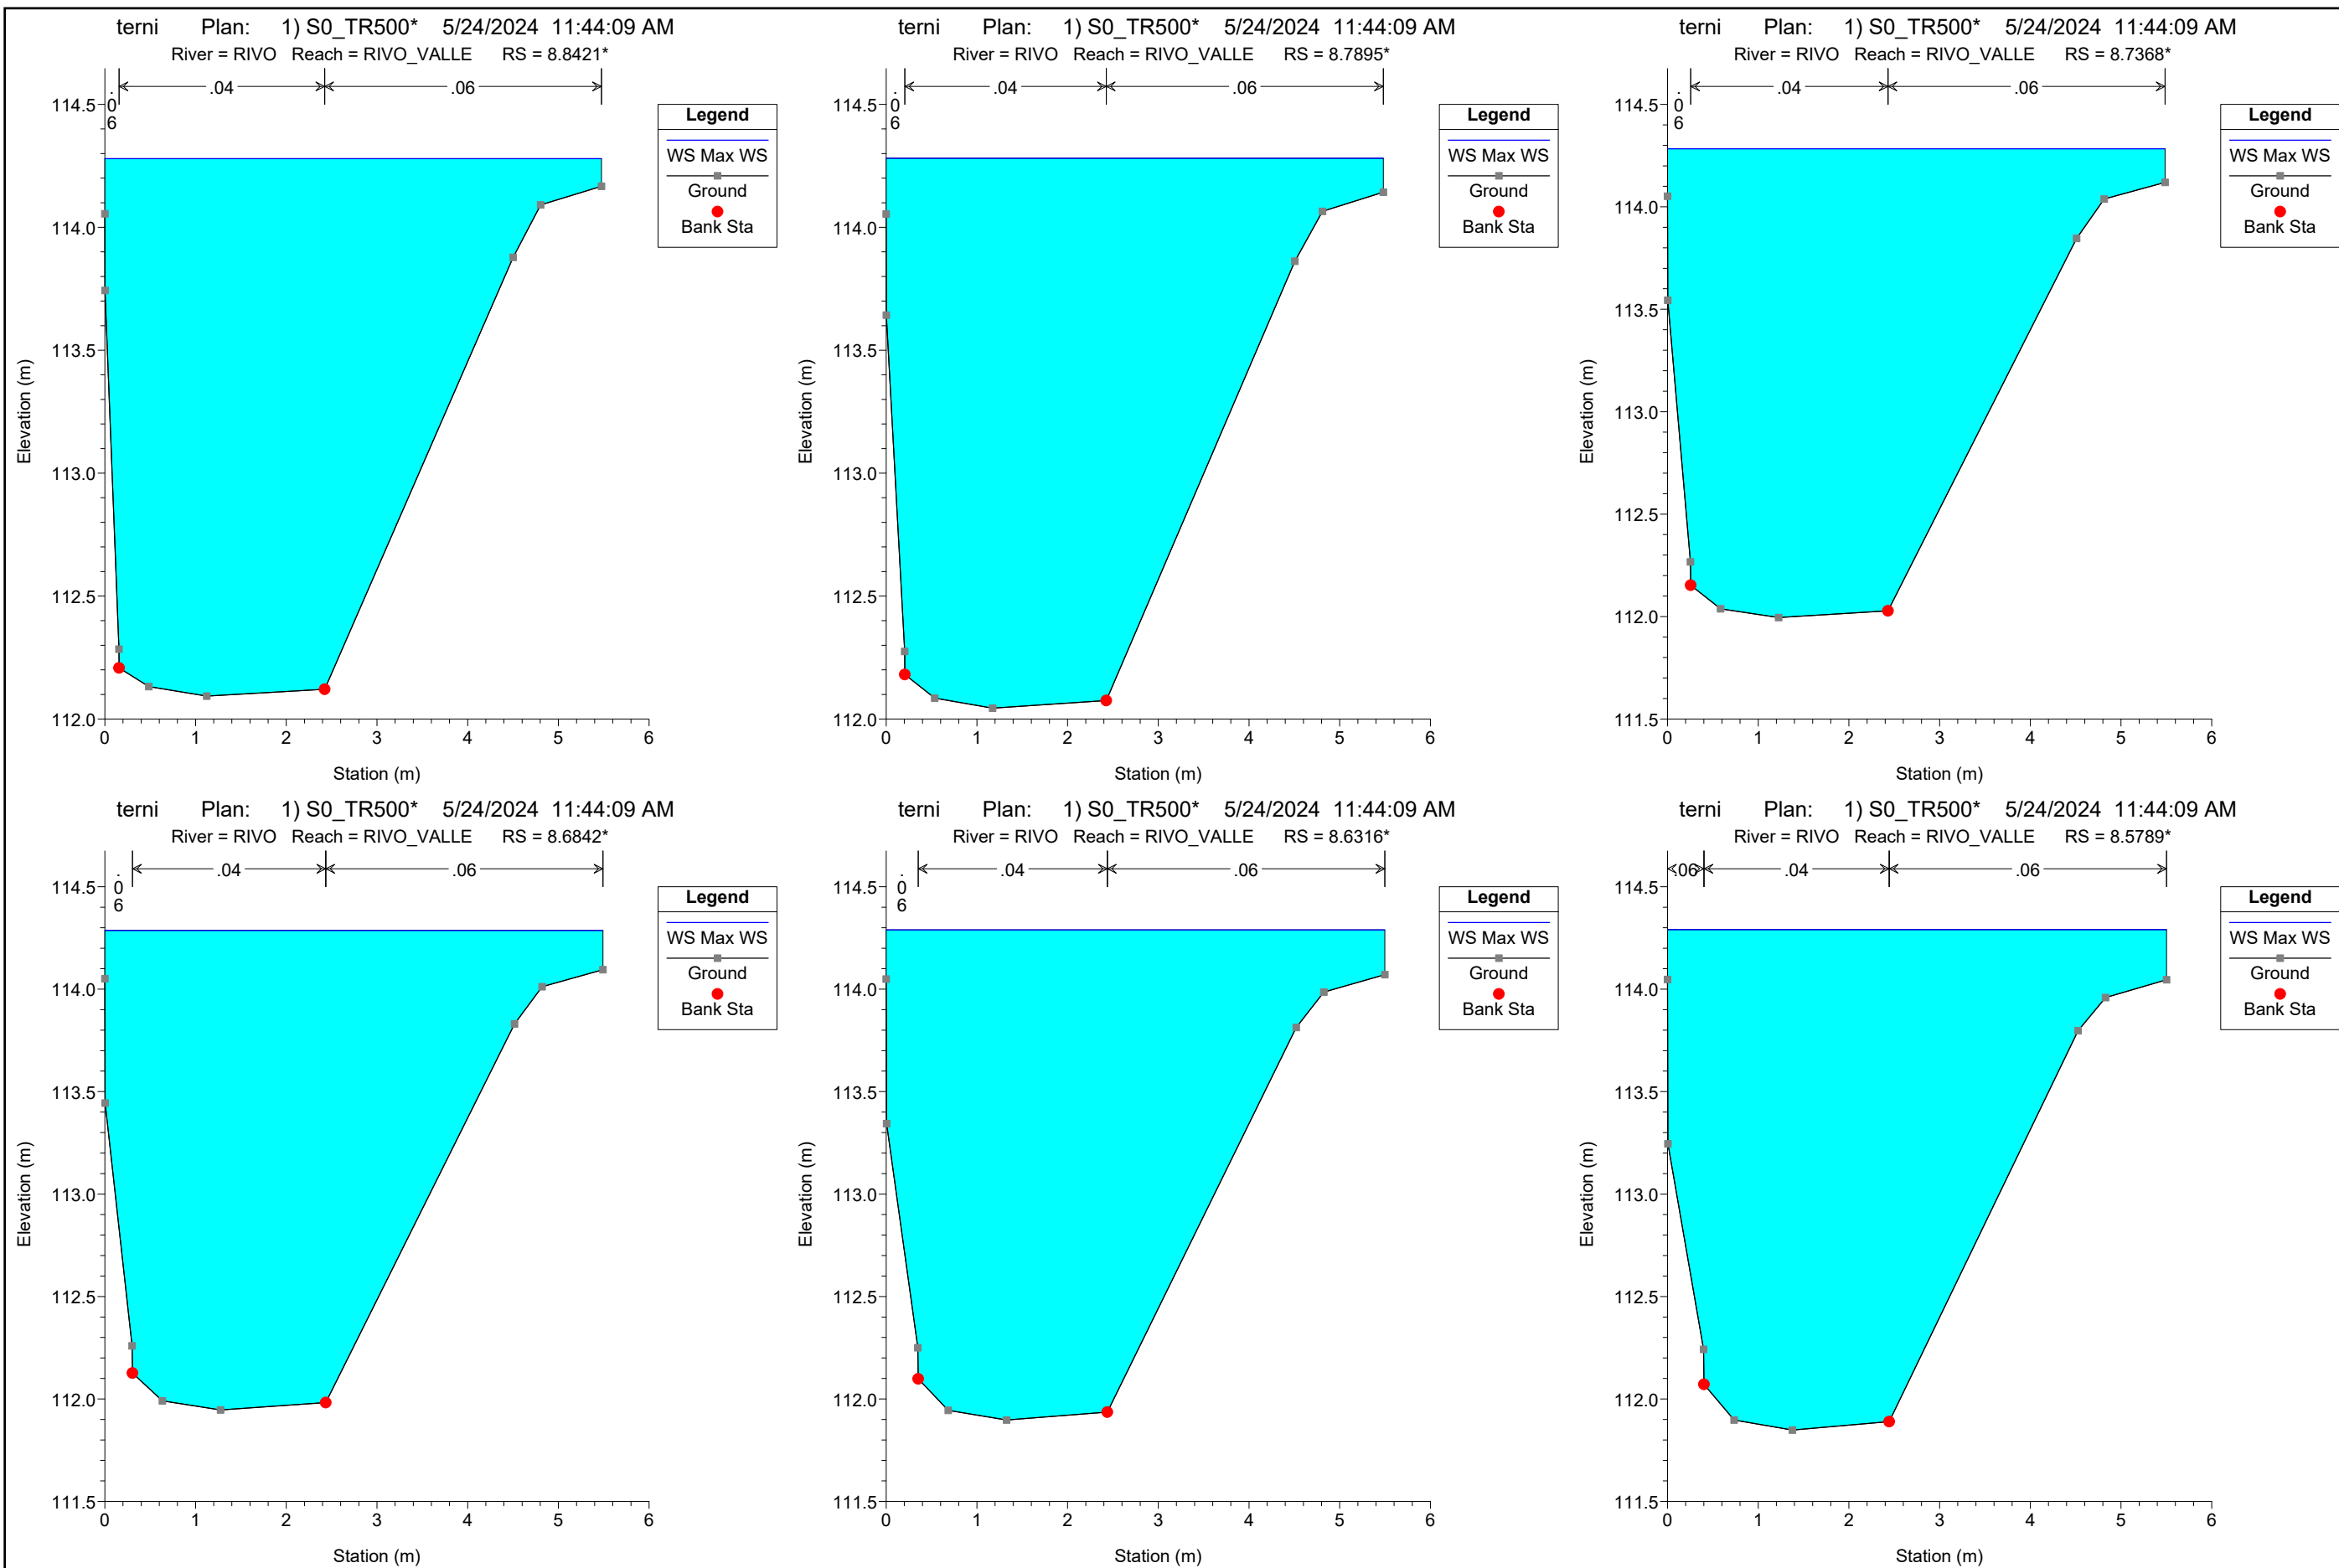 terni Plan: 1) S0_TR500* 5/24/2024 11:44:09 AM
River = RIVO Reach = RIVO_VALLE RS = 8.8421*
.06
.04
.06
114.5
114.0
113.5
113.0
112.5
112.0
Elevation (m)
0 1 2 3 4 5 6
Station (m)
Legend
WS Max WS
Ground
Bank Sta
terni Plan: 1) S0_TR500* 5/24/2024 11:44:09 AM
River = RIVO Reach = RIVO_VALLE RS = 8.7895*
.06
.04
.06
114.5
114.0
113.5
113.0
112.5
112.0
Elevation (m)
0 1 2 3 4 5 6
Station (m)
Legend
WS Max WS
Ground
Bank Sta
terni Plan: 1) S0_TR500* 5/24/2024 11:44:09 AM
River = RIVO Reach = RIVO_VALLE RS = 8.7368*
.06
.04
.06
114.5
114.0
113.5
113.0
112.5
112.0
111.5
Elevation (m)
0 1 2 3 4 5 6
Station (m)
Legend
WS Max WS
Ground
Bank Sta
terni Plan: 1) S0_TR500* 5/24/2024 11:44:09 AM
River = RIVO Reach = RIVO_VALLE RS = 8.6842*
.06
.04
.06
114.5
114.0
113.5
113.0
112.5
112.0
111.5
Elevation (m)
0 1 2 3 4 5 6
Station (m)
Legend
WS Max WS
Ground
Bank Sta
terni Plan: 1) S0_TR500* 5/24/2024 11:44:09 AM
River = RIVO Reach = RIVO_VALLE RS = 8.6316*
.06
.04
.06
114.5
114.0
113.5
113.0
112.5
112.0
111.5
Elevation (m)
0 1 2 3 4 5 6
Station (m)
Legend
WS Max WS
Ground
Bank Sta
terni Plan: 1) S0_TR500* 5/24/2024 11:44:09 AM
River = RIVO Reach = RIVO_VALLE RS = 8.5789*
.06
.04
.06
114.5
114.0
113.5
113.0
112.5
112.0
111.5
Elevation (m)
0 1 2 3 4 5 6
Station (m)
Legend
WS Max WS
Ground
Bank Sta